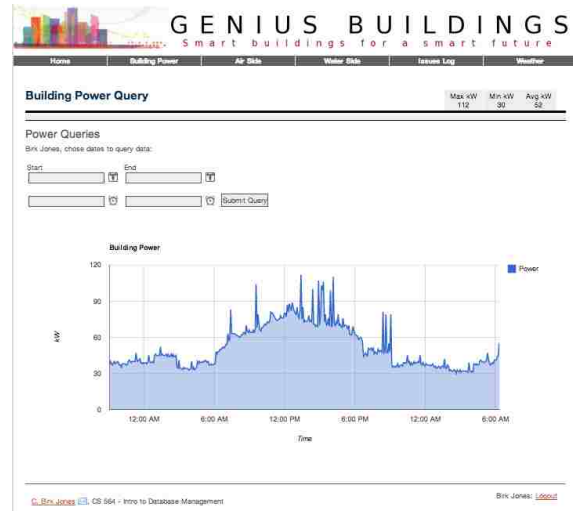 GENIUS BUILDINGS
Smart buildings for a smart future
Home Building Power Air Side Water Side Issues Log Weather
Building Power Query
Max kW Min kW Avg kW
112 30 52
Power Queries
Birk Jones, chose dates to query data:
Start End
Submit Query
Building Power
Power
120
90
60
30
0
kW
12:00 AM 6:00 AM 12:00 PM 6:00 PM 12:00 AM 6:00 AM
Time
C. Birk Jones, CS 564 - Intro to Database Management
Birk Jones: Logout